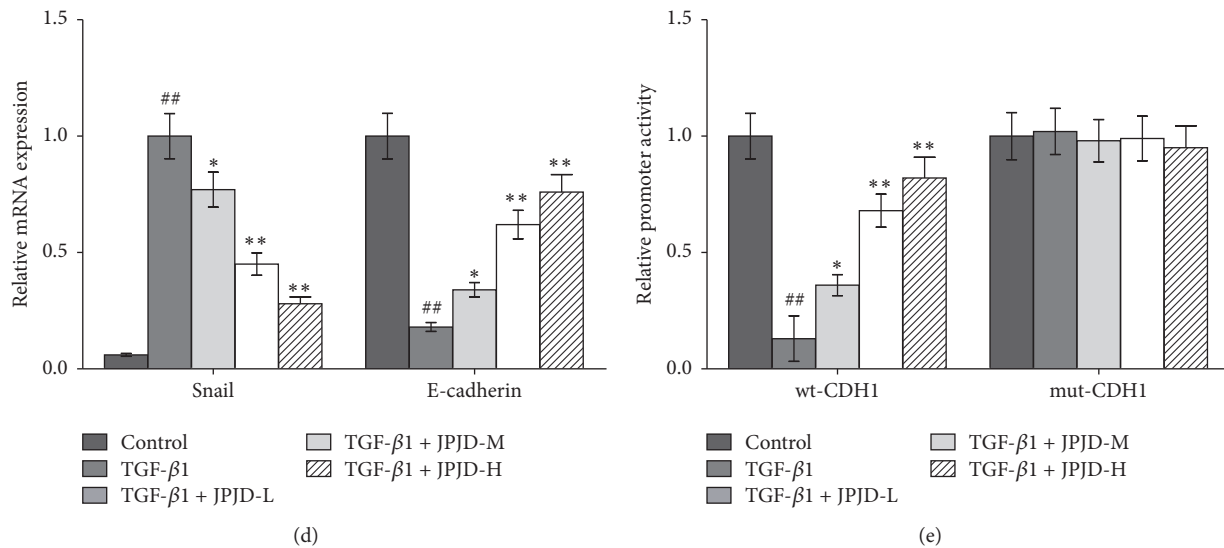 1.5
1.0
0.5
0.0
Relative mRNA expression
##
*
**
**
##
*
**
**
Snail
E-cadherin
Control
TGF-β1
TGF-β1 + JPJD-L
TGF-β1 + JPJD-M
TGF-β1 + JPJD-H
(d)
1.5
1.0
0.5
0.0
Relative promoter activity
##
*
**
**
wt-CDH1
mut-CDH1
Control
TGF-β1
TGF-β1 + JPJD-L
TGF-β1 + JPJD-M
TGF-β1 + JPJD-H
(e)